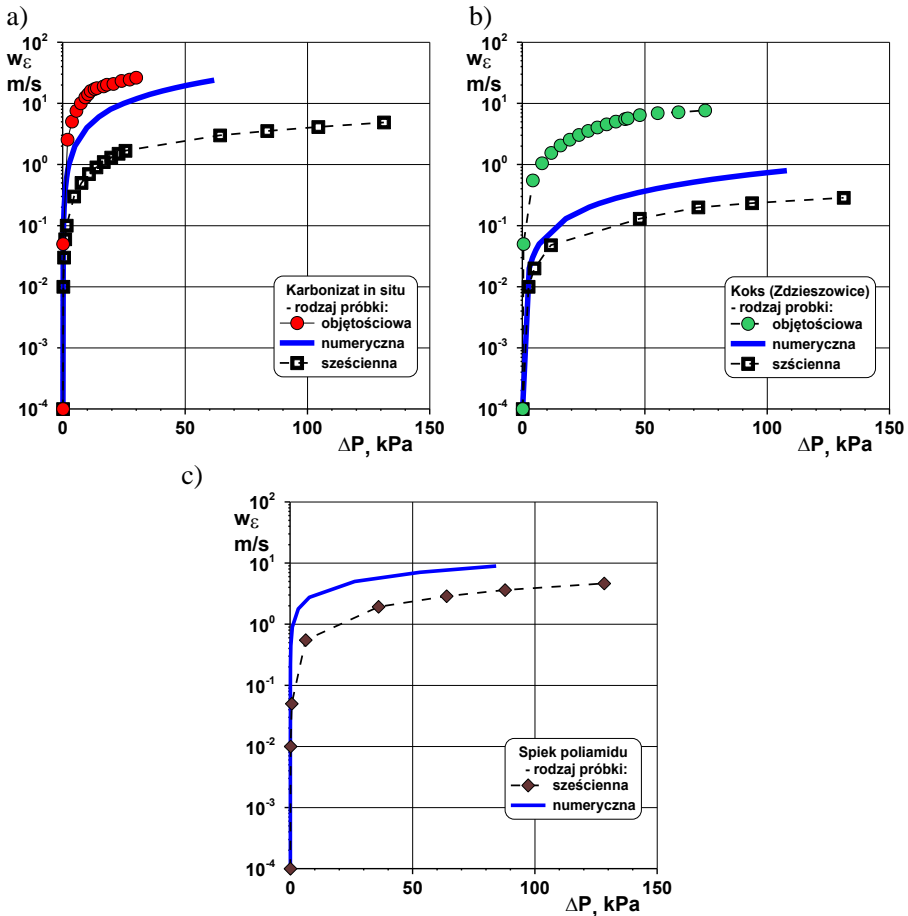 a)
10²
wε
m/s
10¹
10⁰
10⁻¹
10⁻²
10⁻³
10⁻⁴
Karbonizat in situ
- rodzaj próbki:
objętościowa
numeryczna
sześcienna
0
50
100
150
ΔP, kPa
b)
10²
wε
m/s
10¹
10⁰
10⁻¹
10⁻²
10⁻³
10⁻⁴
Koks (Zdzieszowice)
- rodzaj próbki:
objętościowa
numeryczna
sześcienna
0
50
100
150
ΔP, kPa
c)
10²
wε
m/s
10¹
10⁰
10⁻¹
10⁻²
10⁻³
10⁻⁴
Spiek poliamidu
- rodzaj próbki:
sześcienna
numeryczna
0
50
100
150
ΔP, kPa